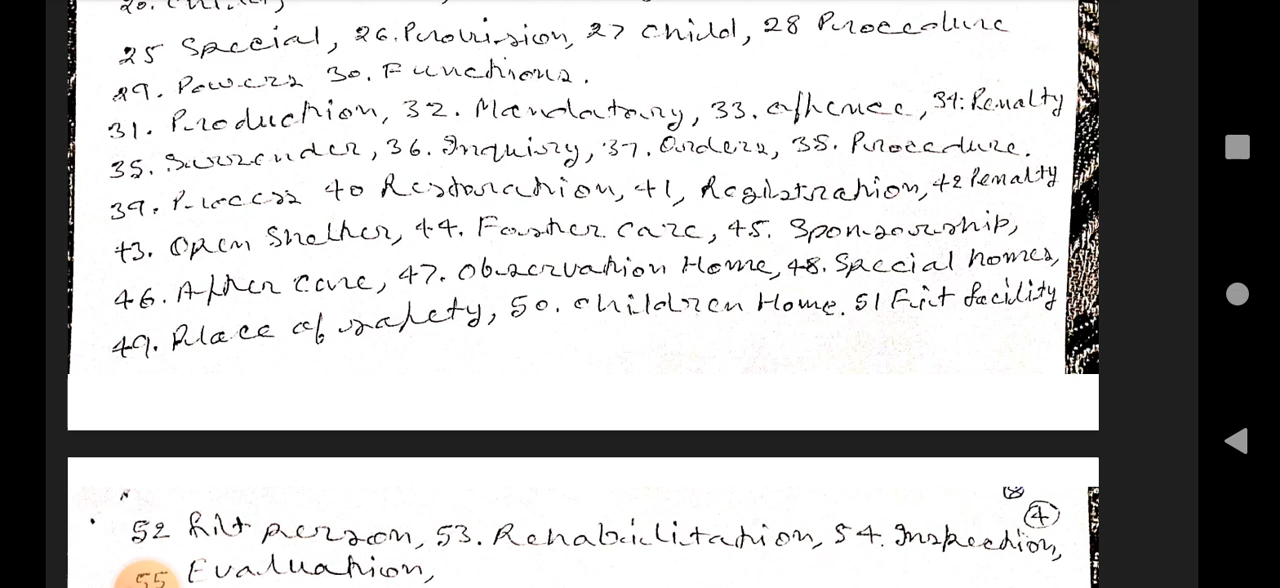 25 Special, 26. Provision, 27 Child, 28 Procedure
29. Powers 30. Functions.
31. Production, 32. Mandatory, 33. offence, 34: Penalty
35. Surrender, 36. Inquiry, 37. Orders, 38. Procedure.
39. Process 40 Restoration, 41, Registration, 42 Penalty
43. Open Shelter, 44. Foster care, 45. Sponsorship,
46. After care, 47. Observation Home, 48. Special homes,
49. Place of safety, 50. children Home. 51 Fit facility
4
52 fit person, 53. Rehabilitation, 54. Inspection,
55 Evaluation,